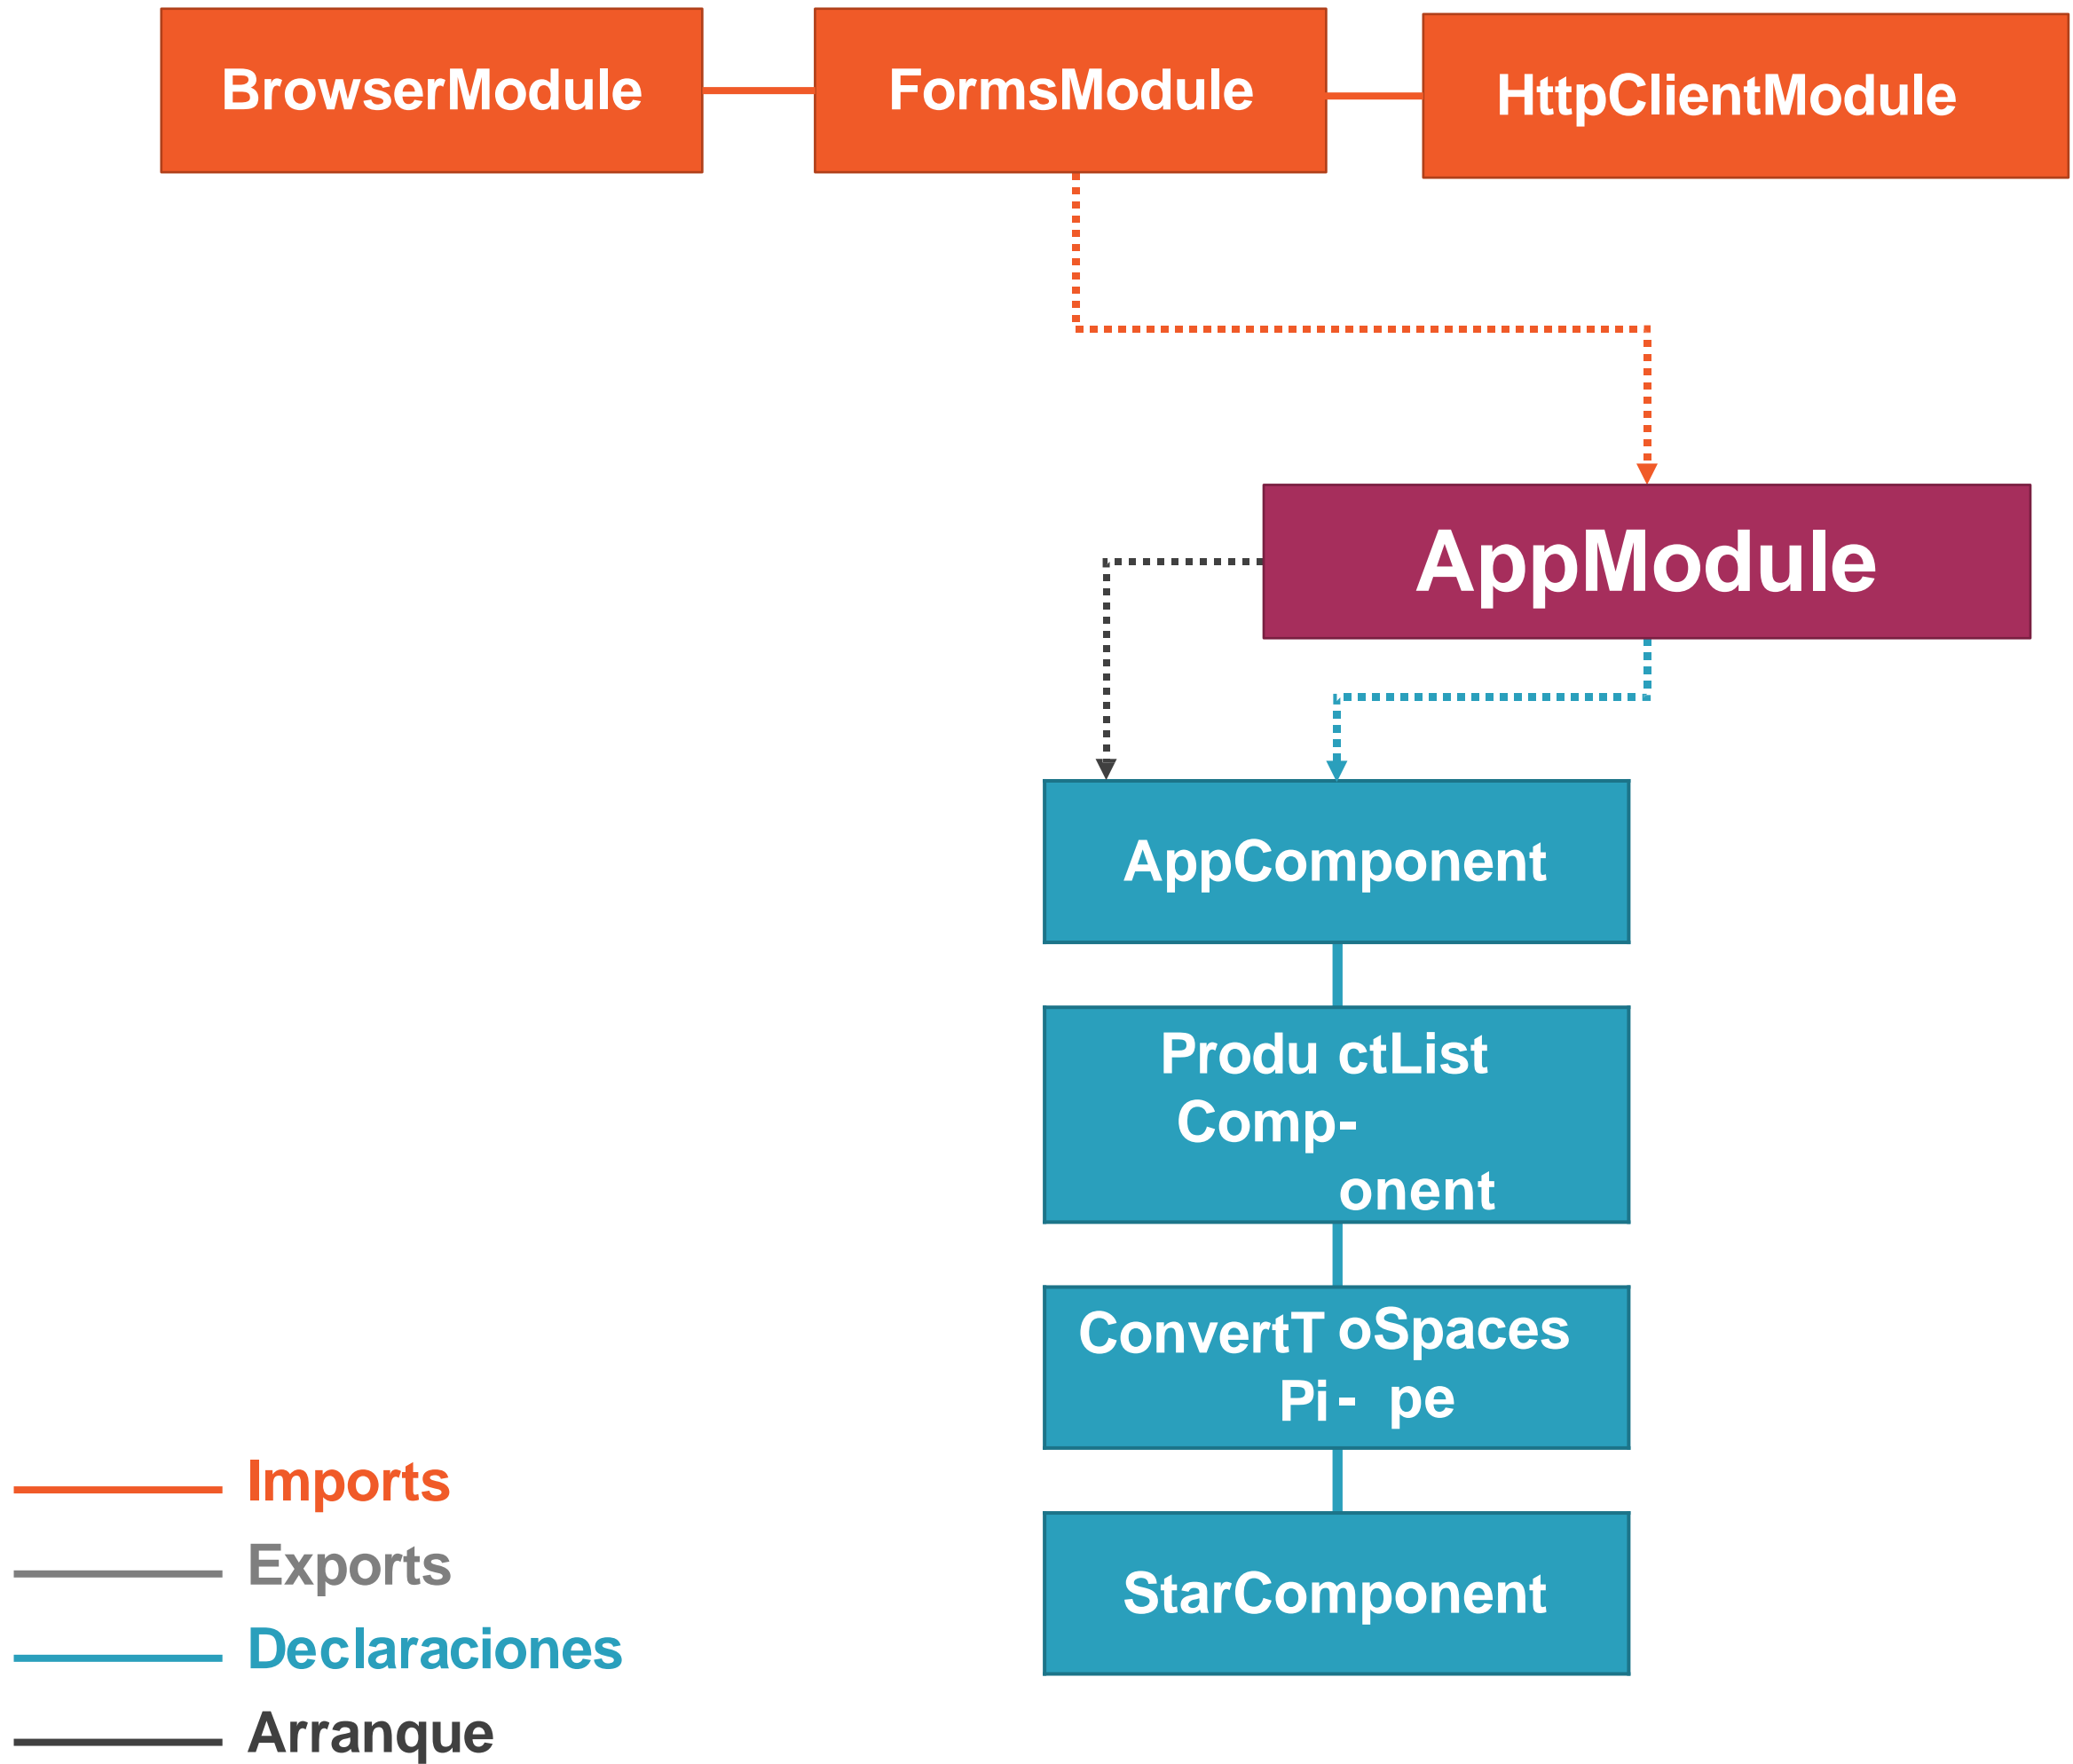 BrowserModule
FormsModule
HttpClientModule
AppModule
AppComponent
Produ ctList
Comp-
onent
ConvertT oSpaces
Pi- pe
StarComponent
Imports
Exports
Declaraciones
Arranque